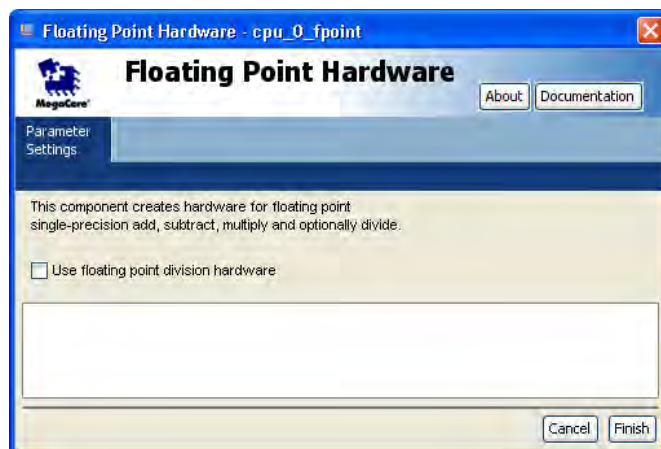 Floating Point Hardware - cpu_0_fpoint
MegaCore®
Floating Point Hardware
About Documentation
Parameter
Settings
This component creates hardware for floating point
single-precision add, subtract, multiply and optionally divide.
Use floating point division hardware
Cancel Finish